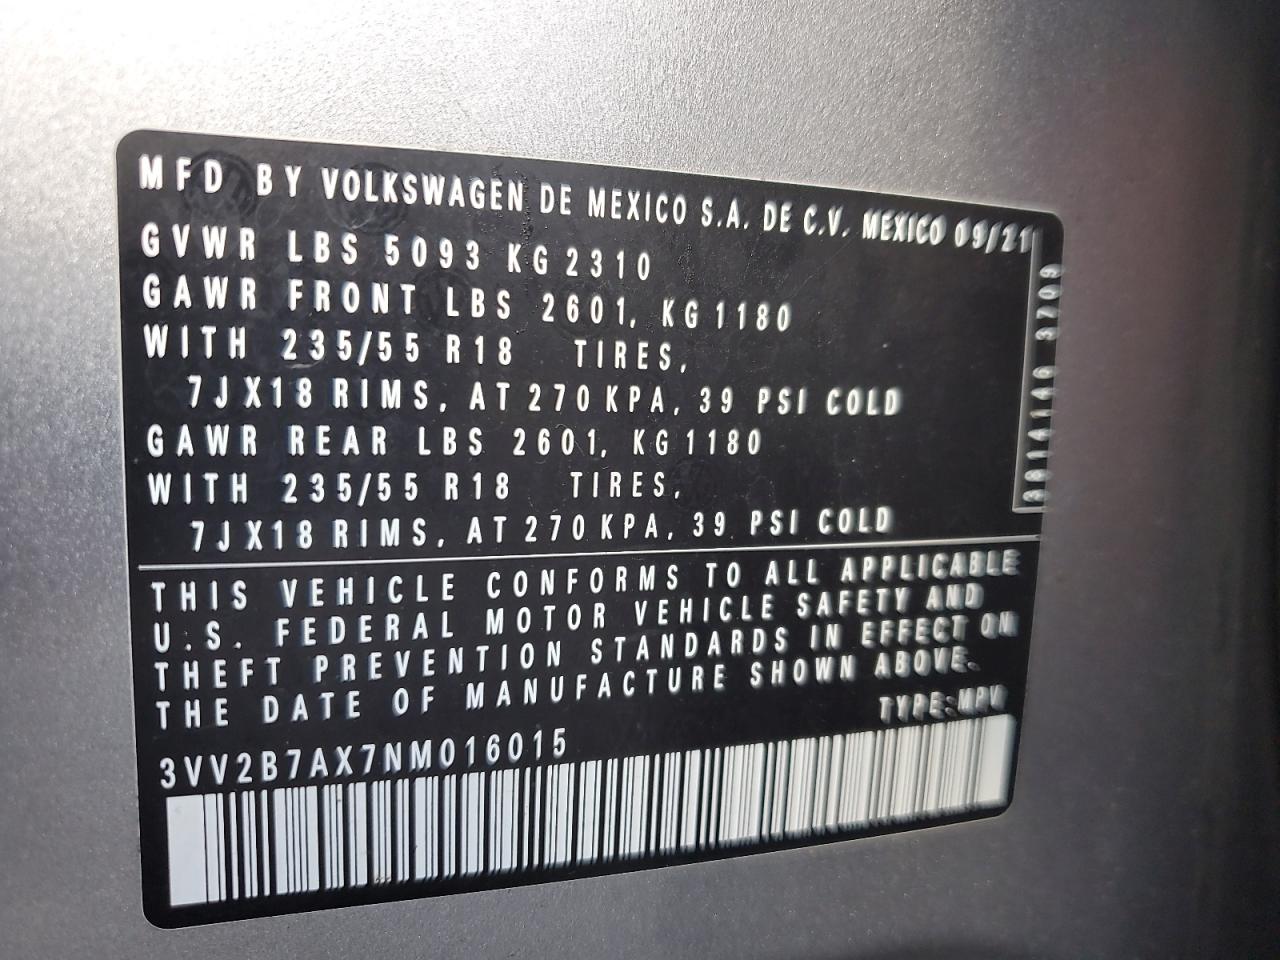 MFD BY VOLKSWAGEN DE MEXICO S.A. DE C.V. MEXICO 09/21
GVWR LBS 5093 KG 2310
GAWR FRONT LBS 2601, KG 1180
WITH 235/55 R18 TIRES,
7JX18 RIMS, AT 270 KPA, 39 PSI COLD
GAWR REAR LBS 2601, KG 1180
WITH 235/55 R18 TIRES,
7JX18 RIMS, AT 270 KPA, 39 PSI COLD
THIS VEHICLE CONFORMS TO ALL APPLICABLE
U.S. FEDERAL MOTOR VEHICLE SAFETY AND
THEFT PREVENTION STANDARDS IN EFFECT ON
THE DATE OF MANUFACTURE SHOWN ABOVE.
TYPE:MPV
3VV2B7AX7NM016015